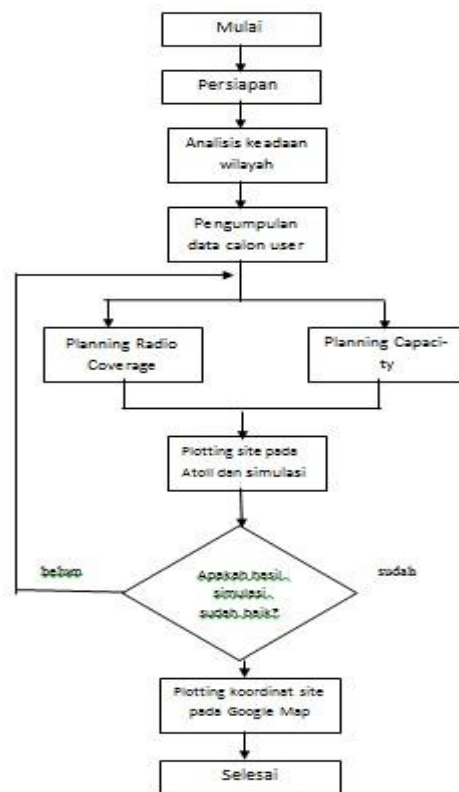 Mulai
Persiapan
Analisis keadaan
wilayah
Pengumpulan
data calon user
Planning Radio
Coverage
Planning Capaci-
ty
Plotting site pada
Atoll dan simulasi
belum
Apakah hasil
simulasi
sudah baik?
sudah
Plotting koordinat site
pada Google Map
Selesai